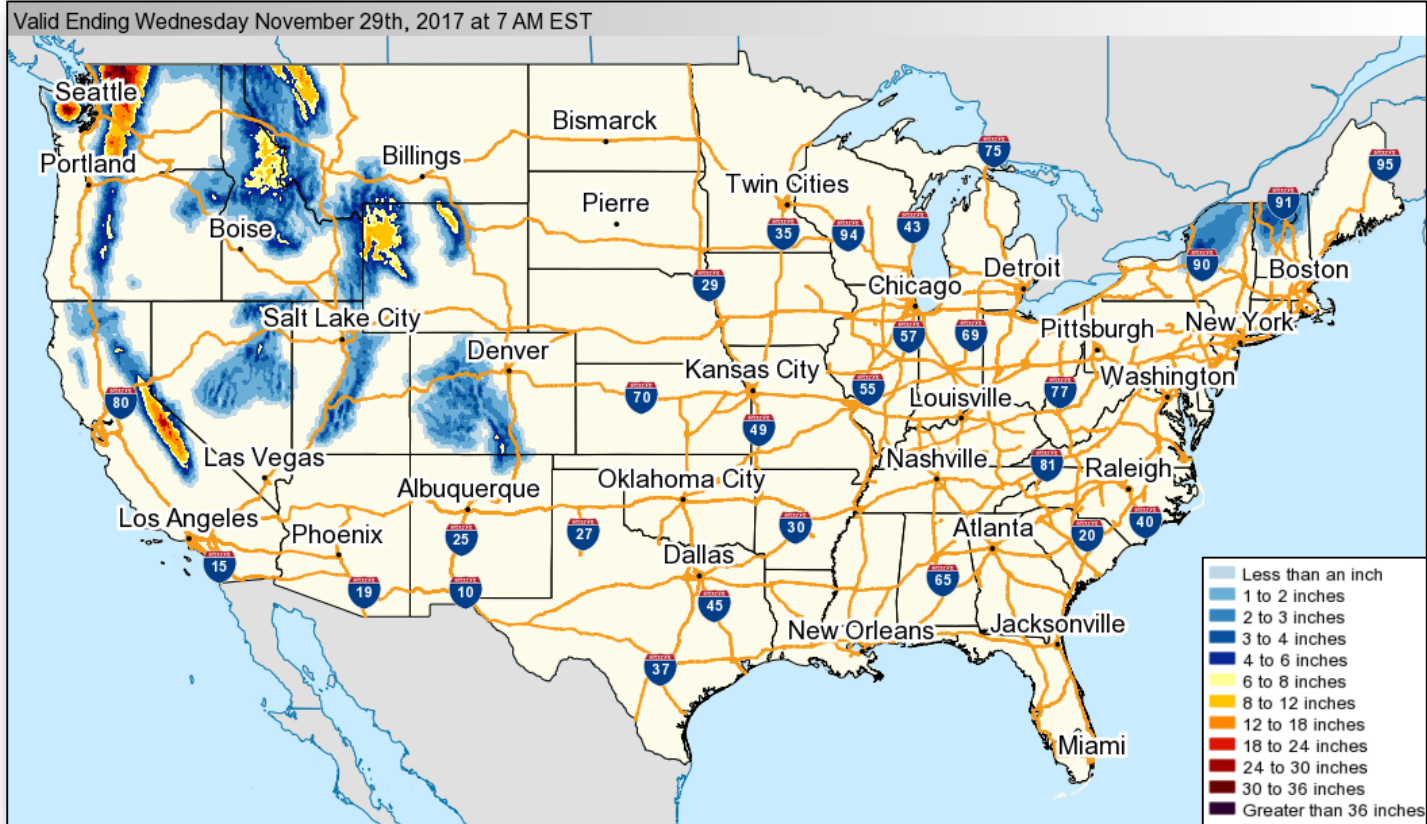 Valid Ending Wednesday November 29th, 2017 at 7 AM EST
Seattle
Bismarck
75
95
Portland
Billings
Twin Cities
Pierre
91
Boise
35
94
43
90
Detroit
Boston
29
Chicago
Salt Lake City
57
69
Pittsburgh
New York
Denver
Kansas City
Washington
80
70
55
77
Louisville
49
Las Vegas
Nashville
81
Raleigh
Albuquerque
Oklahoma City
Los Angeles
Phoenix
25
27
30
Atlanta
20
40
Dallas
15
19
10
45
65
New Orleans
Jacksonville
37
Miami
Less than an inch
1 to 2 inches
2 to 3 inches
3 to 4 inches
4 to 6 inches
6 to 8 inches
8 to 12 inches
12 to 18 inches
18 to 24 inches
24 to 30 inches
30 to 36 inches
Greater than 36 inches